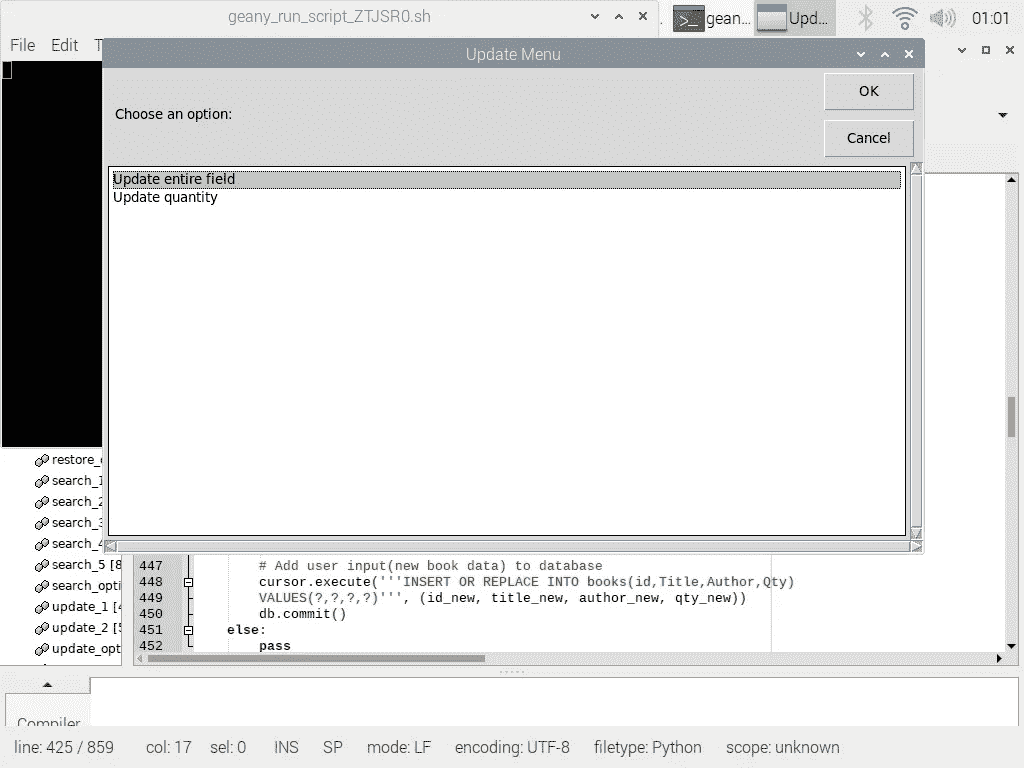 geany_run_script_ZTJSR0.sh
geany...
Upd...
01:01
File Edit T
Update Menu
OK
Choose an option:
Cancel
Update entire field
Update quantity
restore_
search_1
search_2
search_3
search_4
search_5 [8
search_opti
update_1 [4
update_2 [5
update_opt
447 # Add user input(new book data) to database
448 cursor.execute('''INSERT OR REPLACE INTO books(id,Title,Author,Qty)
449 VALUES(?,?,?,?)''', (id_new, title_new, author_new, qty_new))
450 db.commit()
451 else:
452 pass
Compiler
line: 425 / 859 col: 17 sel: 0 INS SP mode: LF encoding: UTF-8 filetype: Python scope: unknown